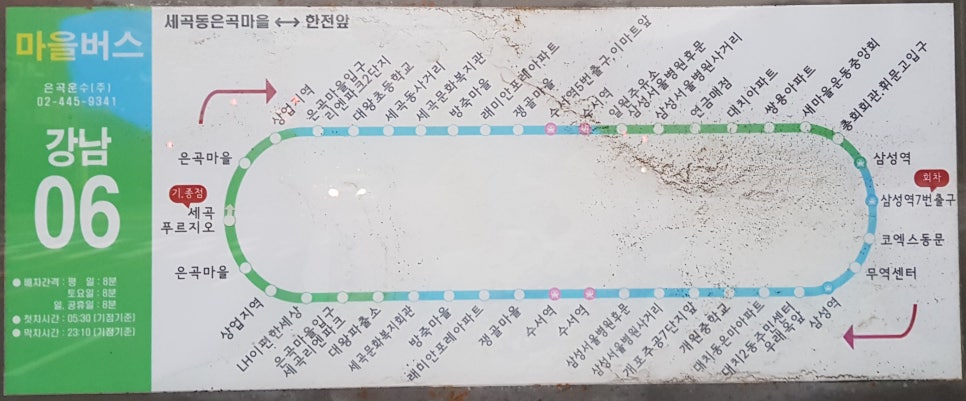 마을버스
은곡운수(주)
02-445-9341
강남
06
● 배차간격 : 평 일 : 8분
토요일 : 8분
일, 공휴일 : 8분
● 첫차시간 : 05:30 (기점기준)
● 막차시간 : 23:10 (기점기준)
세곡동은곡마을 ↔ 한전앞
기.종점
세곡
푸르지오
은곡마을
상업지역
은곡마을입구
리엔파크2단지
대왕초등학교
세곡동사거리
세곡문화복지관
방죽마을
래미안포레아파트
쟁골마을
수서역5번출구,이마트앞
수서역
일원주유소
삼성서울병원후문
삼성서울병원사거리
연금매점
대치아파트
쌍용아파트
새마을운동중앙회
총회회관.휘문고입구
삼성역
회차
삼성역7번출구
코엑스동문
무역센터
삼성역
우래옥앞
대치2동주민센터
대치동은마아파트
개원중학교
개포주공7단지앞
삼성서울병원사거리
삼성서울병원후문
수서역
수서역
쟁골마을
래미안포레아파트
방죽마을
세곡문화복지회관
대왕파출소
세곡리엔파크
은곡마을입구
LH이편한세상
상업지역
은곡마을